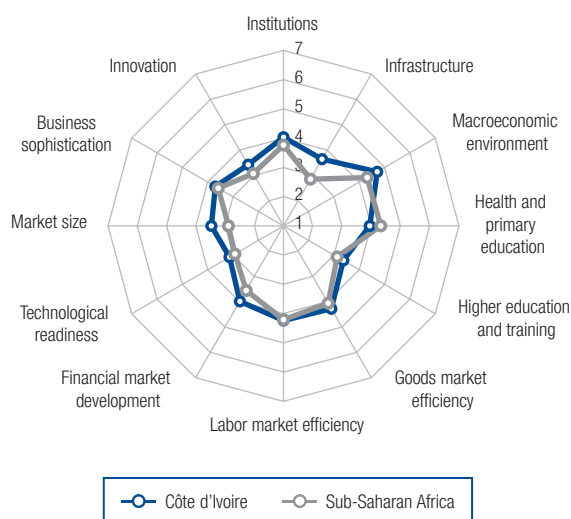 Institutions
7
Innovation
6
Infrastructure
5
Business
sophistication
4
Macroeconomic
environment
3
2
Market size
1
Health and
primary
education
Technological
readiness
Higher education
and training
Financial market
development
Goods market
efficiency
Labor market efficiency
Côte d'Ivoire
Sub-Saharan Africa